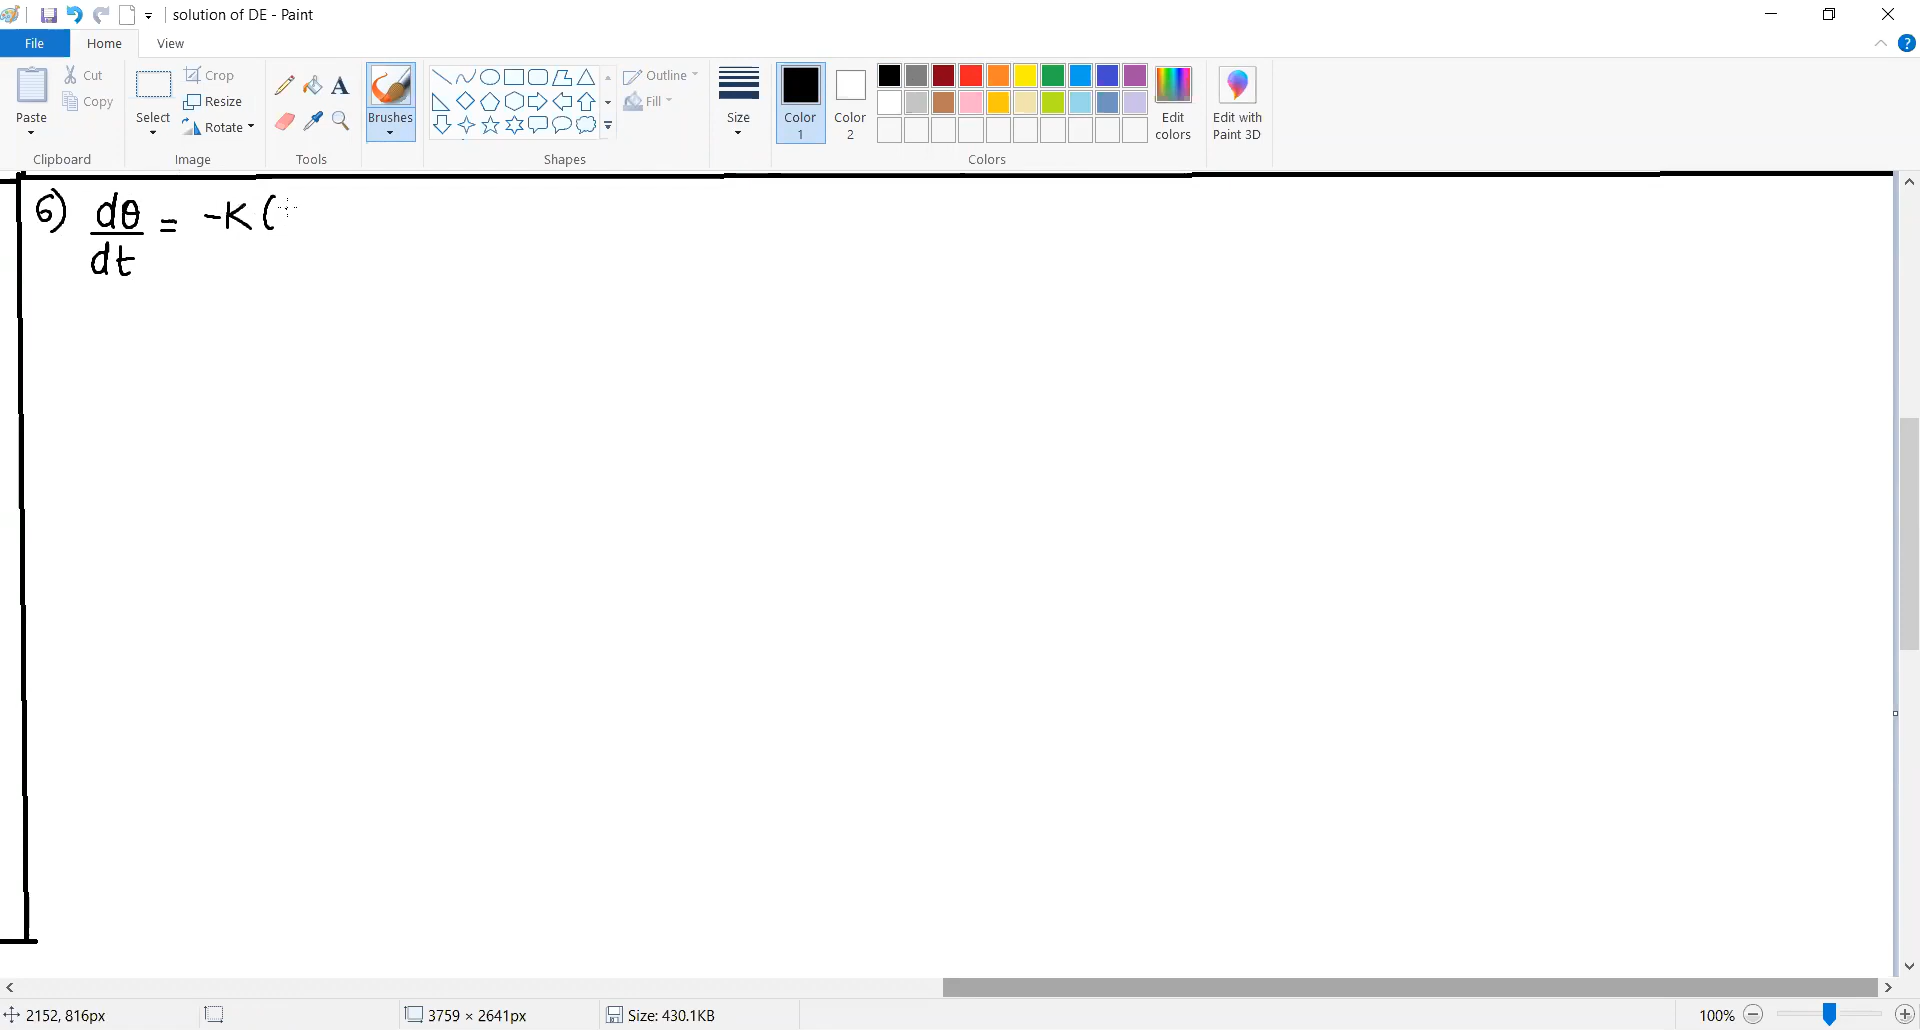 solution of DE - Paint
File Home View
Paste
Cut
Copy
Clipboard
Select
Crop
Resize
Rotate
Image
A
Tools
Brushes
Shapes
Outline
Fill
Size
Color 1
Color 2
Colors
Edit colors
Edit with Paint 3D
6) dθ/dt = -K (
2152, 816px
3759 × 2641px
Size: 430.1KB
100%